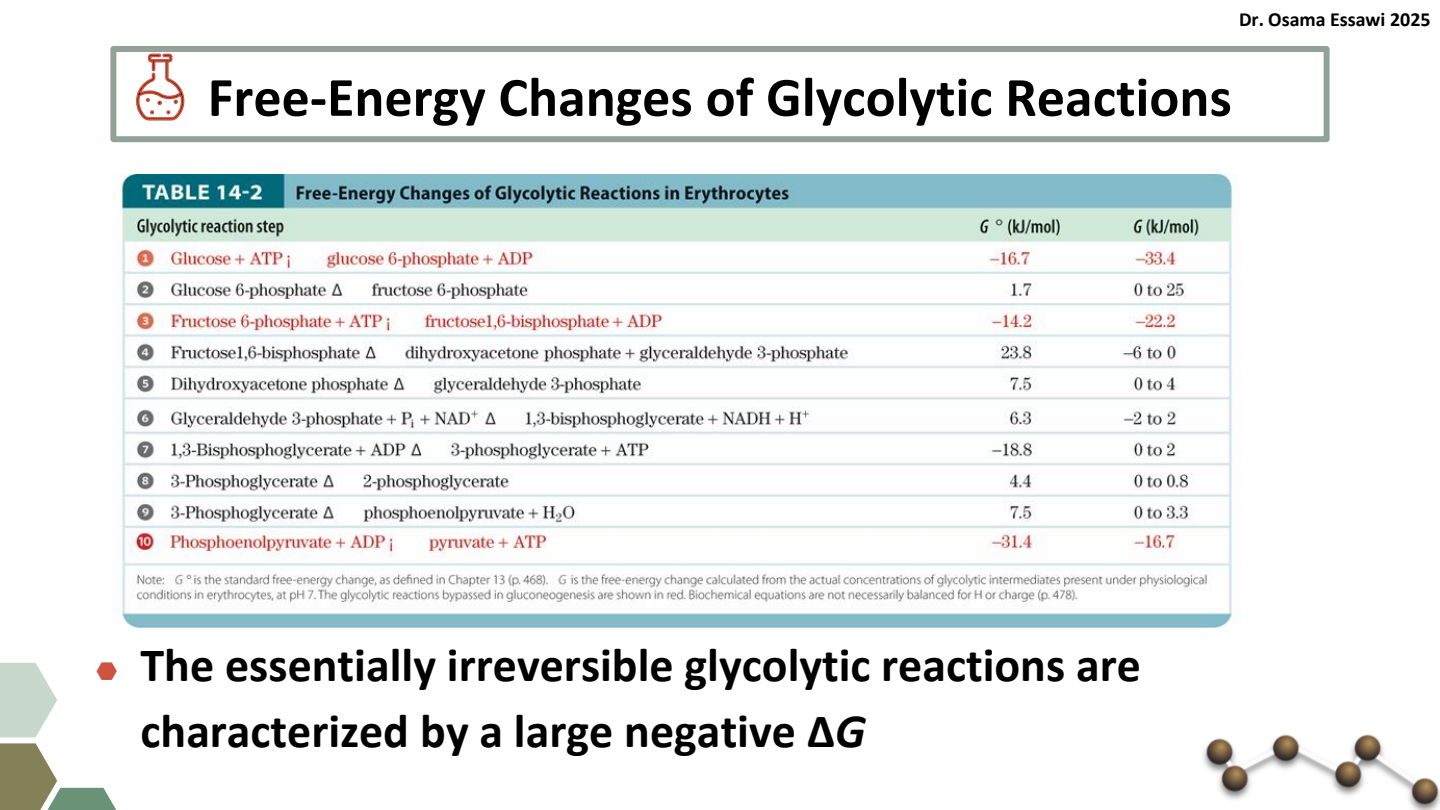 Dr. Osama Essawi 2025
Free-Energy Changes of Glycolytic Reactions
TABLE 14-2 Free-Energy Changes of Glycolytic Reactions in Erythrocytes
Glycolytic reaction step G ° (kJ/mol) G (kJ/mol)
1 Glucose + ATP ¡ glucose 6-phosphate + ADP −16.7 −33.4
2 Glucose 6-phosphate Δ fructose 6-phosphate 1.7 0 to 25
3 Fructose 6-phosphate + ATP ¡ fructose1,6-bisphosphate + ADP −14.2 −22.2
4 Fructose1,6-bisphosphate Δ dihydroxyacetone phosphate + glyceraldehyde 3-phosphate 23.8 −6 to 0
5 Dihydroxyacetone phosphate Δ glyceraldehyde 3-phosphate 7.5 0 to 4
6 Glyceraldehyde 3-phosphate + Pᵢ + NAD⁺ Δ 1,3-bisphosphoglycerate + NADH + H⁺ 6.3 −2 to 2
7 1,3-Bisphosphoglycerate + ADP Δ 3-phosphoglycerate + ATP −18.8 0 to 2
8 3-Phosphoglycerate Δ 2-phosphoglycerate 4.4 0 to 0.8
9 3-Phosphoglycerate Δ phosphoenolpyruvate + H₂O 7.5 0 to 3.3
10 Phosphoenolpyruvate + ADP ¡ pyruvate + ATP −31.4 −16.7
Note: G ° is the standard free-energy change, as defined in Chapter 13 (p. 468). G is the free-energy change calculated from the actual concentrations of glycolytic intermediates present under physiological
conditions in erythrocytes, at pH 7. The glycolytic reactions bypassed in gluconeogenesis are shown in red. Biochemical equations are not necessarily balanced for H or charge (p. 478).
The essentially irreversible glycolytic reactions are
characterized by a large negative ΔG